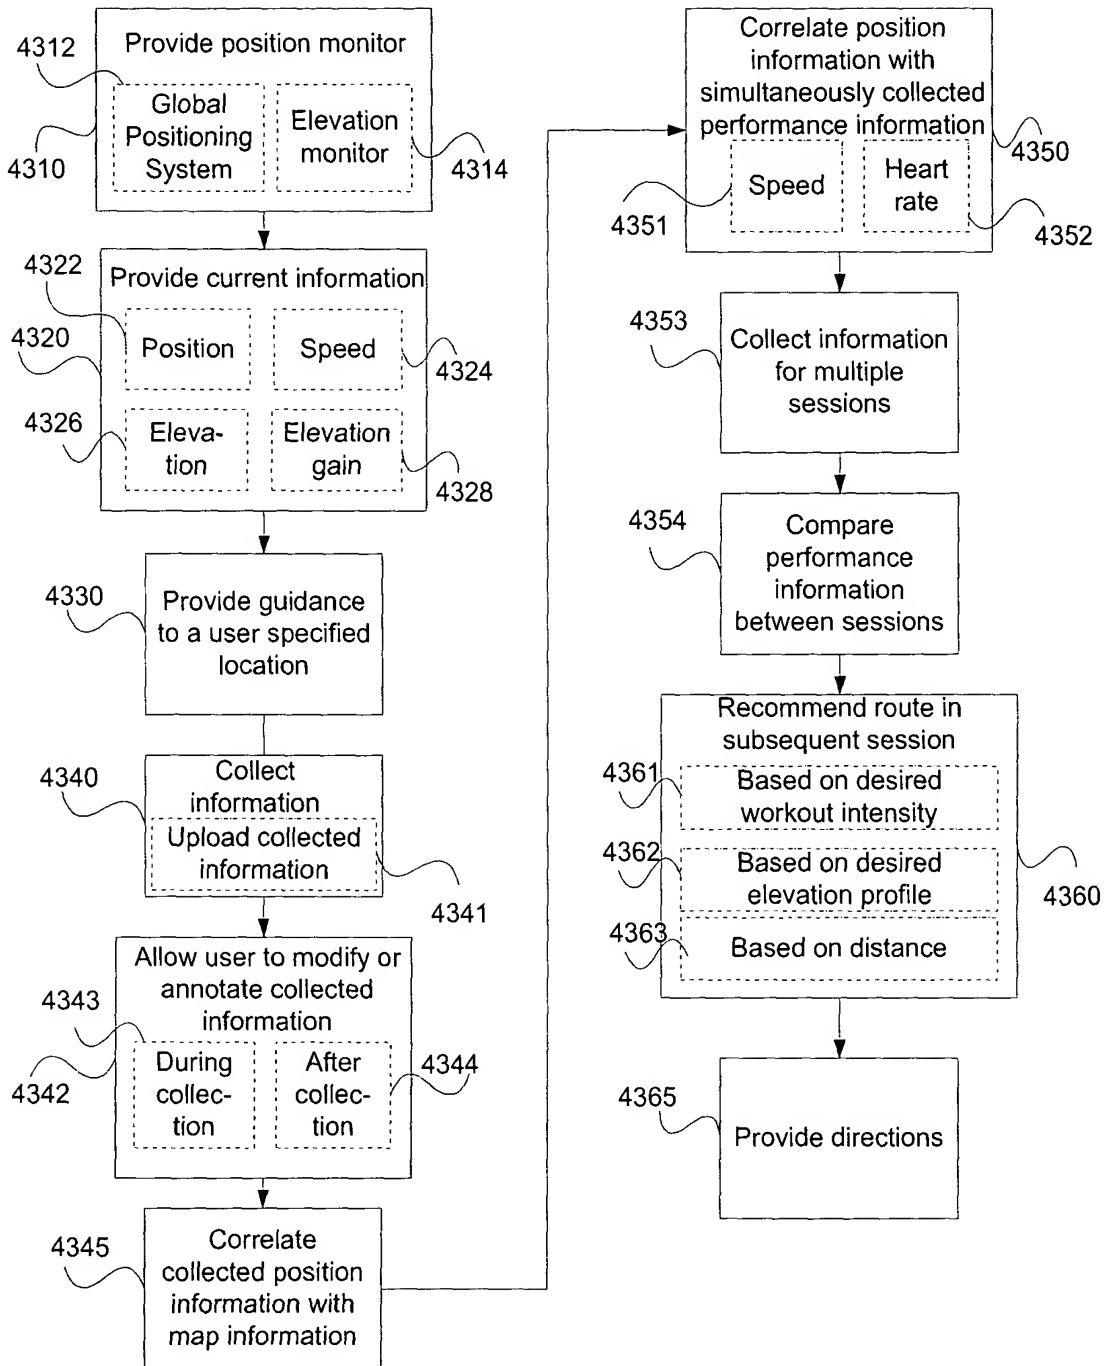 Provide position monitor
4312
Global
Positioning
System
Elevation
monitor
4310
4314
Provide current information
4322
4320
Position
Speed
4324
4326
Eleva-
tion
Elevation
gain
4328
4330
Provide guidance
to a user specified
location
4340
Collect
information
Upload collected
information
4341
Allow user to modify or
annotate collected
information
4343
4342
During
collec-
tion
After
collec-
tion
4344
4345
Correlate
collected position
information with
map information
Correlate position
information with
simultaneously collected
performance information
4350
4351
Speed
Heart
rate
4352
4353
Collect information
for multiple
sessions
4354
Compare
performance
information
between sessions
Recommend route in
subsequent session
4361
Based on desired
workout intensity
4362
Based on desired
elevation profile
4360
4363
Based on distance
4365
Provide directions